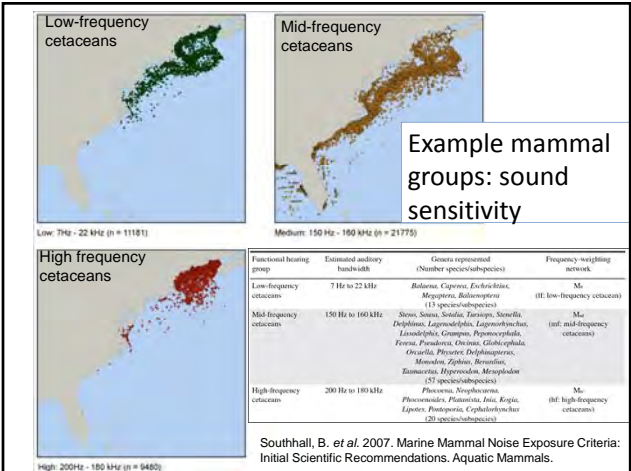 Low-frequency
cetaceans
Mid-frequency
cetaceans
Example mammal
groups: sound
sensitivity
Low: 7Hz - 22 kHz (n = 11181)
Medium: 150 Hz - 160 kHz (n = 21775)
High frequency
cetaceans
Functional hearing
group
Estimated auditory
bandwidth
Genera represented
(Number species/subspecies)
Frequency-weighting
network
Low-frequency
cetaceans
7 Hz to 22 kHz
Balaena, Caperea, Eschrichtius,
Megaptera, Balaenoptera
(13 species/subspecies)
(lf: low-frequency cetacean)
Mid-frequency
cetaceans
150 Hz to 160 kHz
Steno, Sousa, Sotalia, Tursiops, Stenella,
Delphinus, Lagenodelphis, Lagenorhynchus,
Lissodelphis, Grampus, Peponocephala,
Feresa, Pseudorca, Orcinus, Globicephala,
Orcaella, Physeter, Delphinapterus,
Monodon, Ziphius, Berardius,
Tasmacetus, Hyperoodon, Mesoplodon
(57 species/subspecies)
(mf: mid-frequency
cetaceans)
High-frequency
cetaceans
200 Hz to 180 kHz
Phocoena, Neophocaena,
Phocoenoides, Platanista, Inia, Kogia,
Lipotes, Pontoporia, Cephalorhynchus
(20 species/subspecies)
(hf: high-frequency
cetaceans)
Southhall, B. et al. 2007. Marine Mammal Noise Exposure Criteria:
Initial Scientific Recommendations. Aquatic Mammals.
High: 200Hz - 180 kHz (n = 9480)